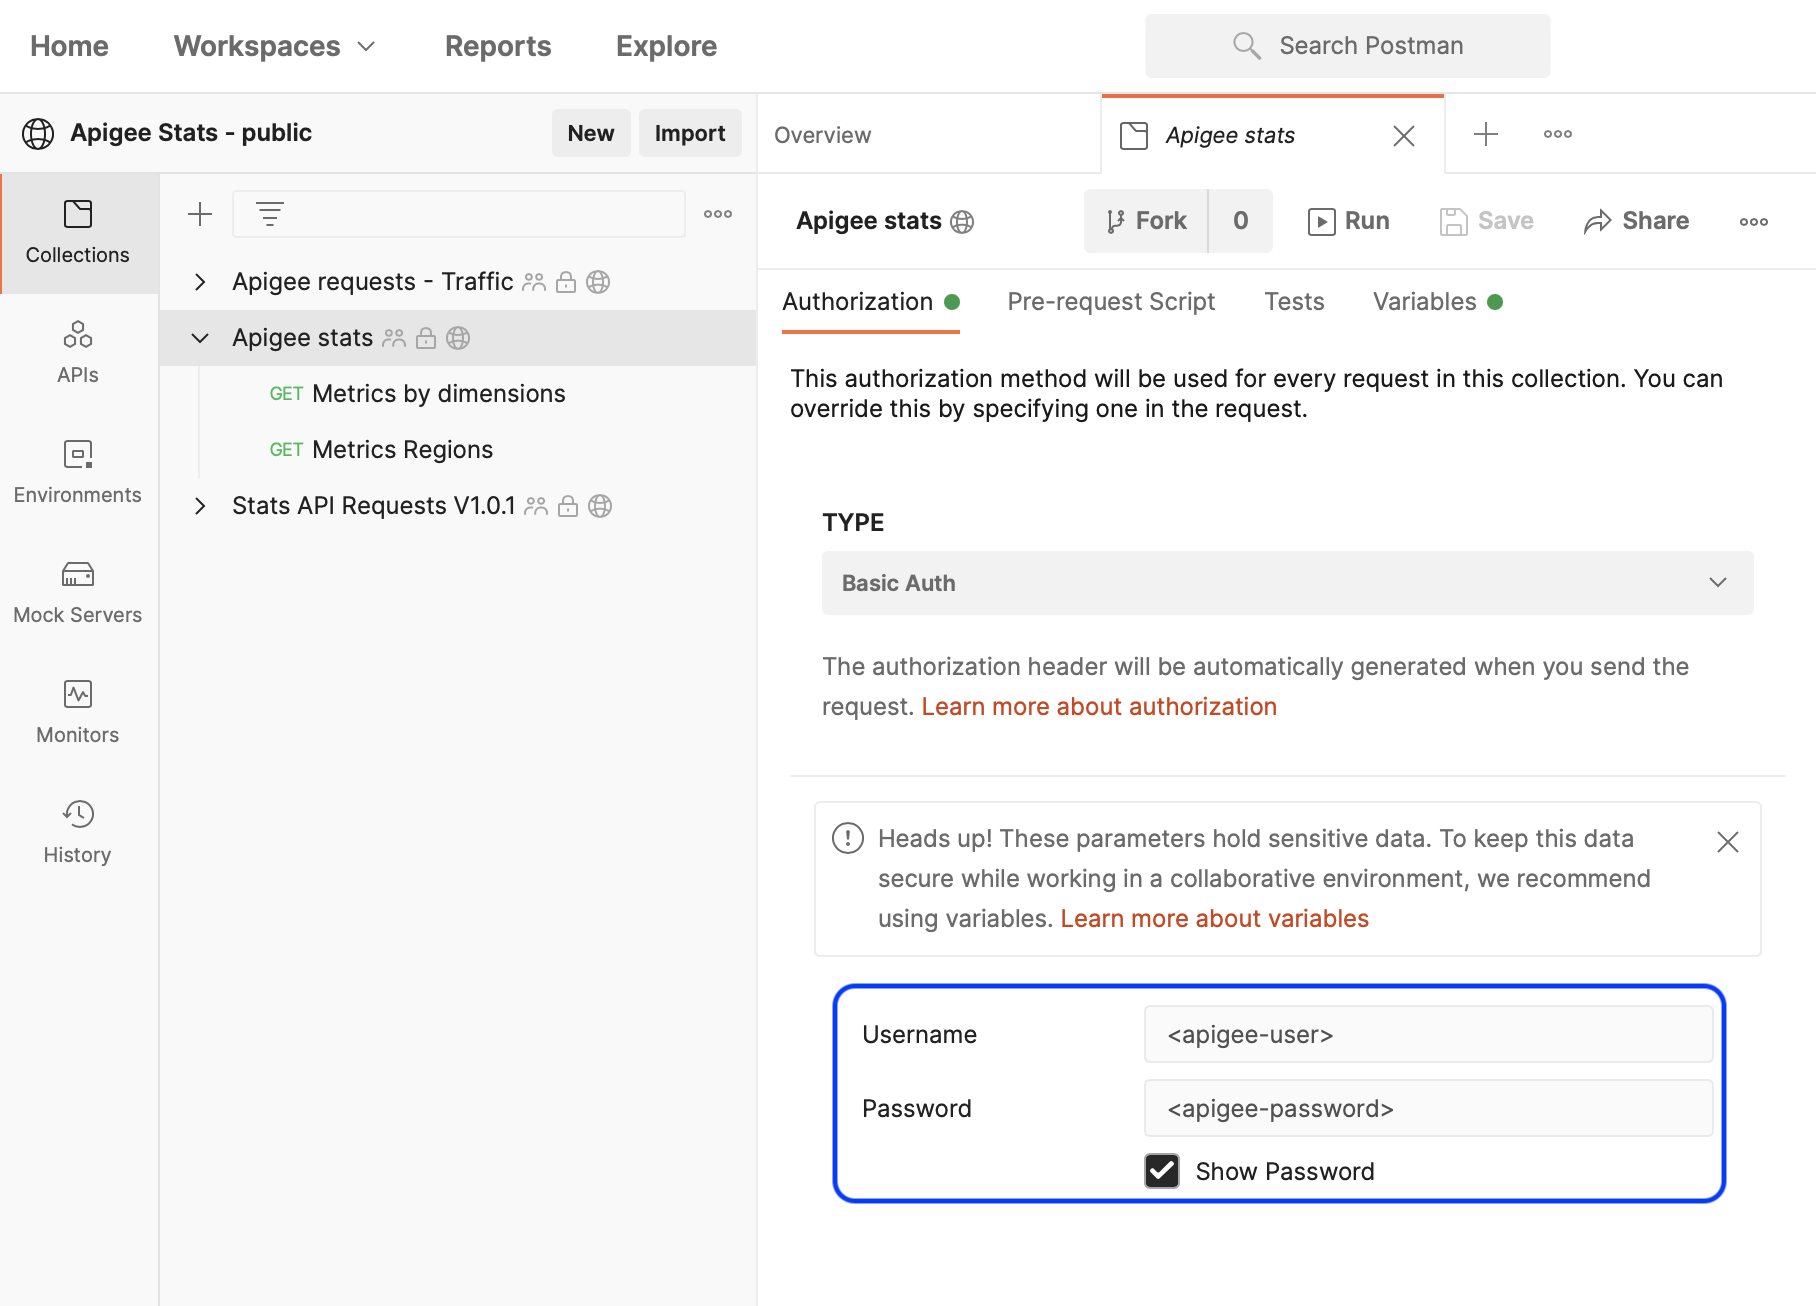 Home Workspaces Reports Explore Search Postman
Apigee Stats - public New Import
Overview Apigee stats
Collections
APIs
Environments
Mock Servers
Monitors
History
Apigee requests - Traffic
Apigee stats
GET Metrics by dimensions
GET Metrics Regions
Stats API Requests V1.0.1
Apigee stats Fork 0 Run Save Share
Authorization Pre-request Script Tests Variables
This authorization method will be used for every request in this collection. You can
override this by specifying one in the request.
TYPE
Basic Auth
The authorization header will be automatically generated when you send the
request. Learn more about authorization
Heads up! These parameters hold sensitive data. To keep this data
secure while working in a collaborative environment, we recommend
using variables. Learn more about variables
Username <apigee-user>
Password <apigee-password>
Show Password